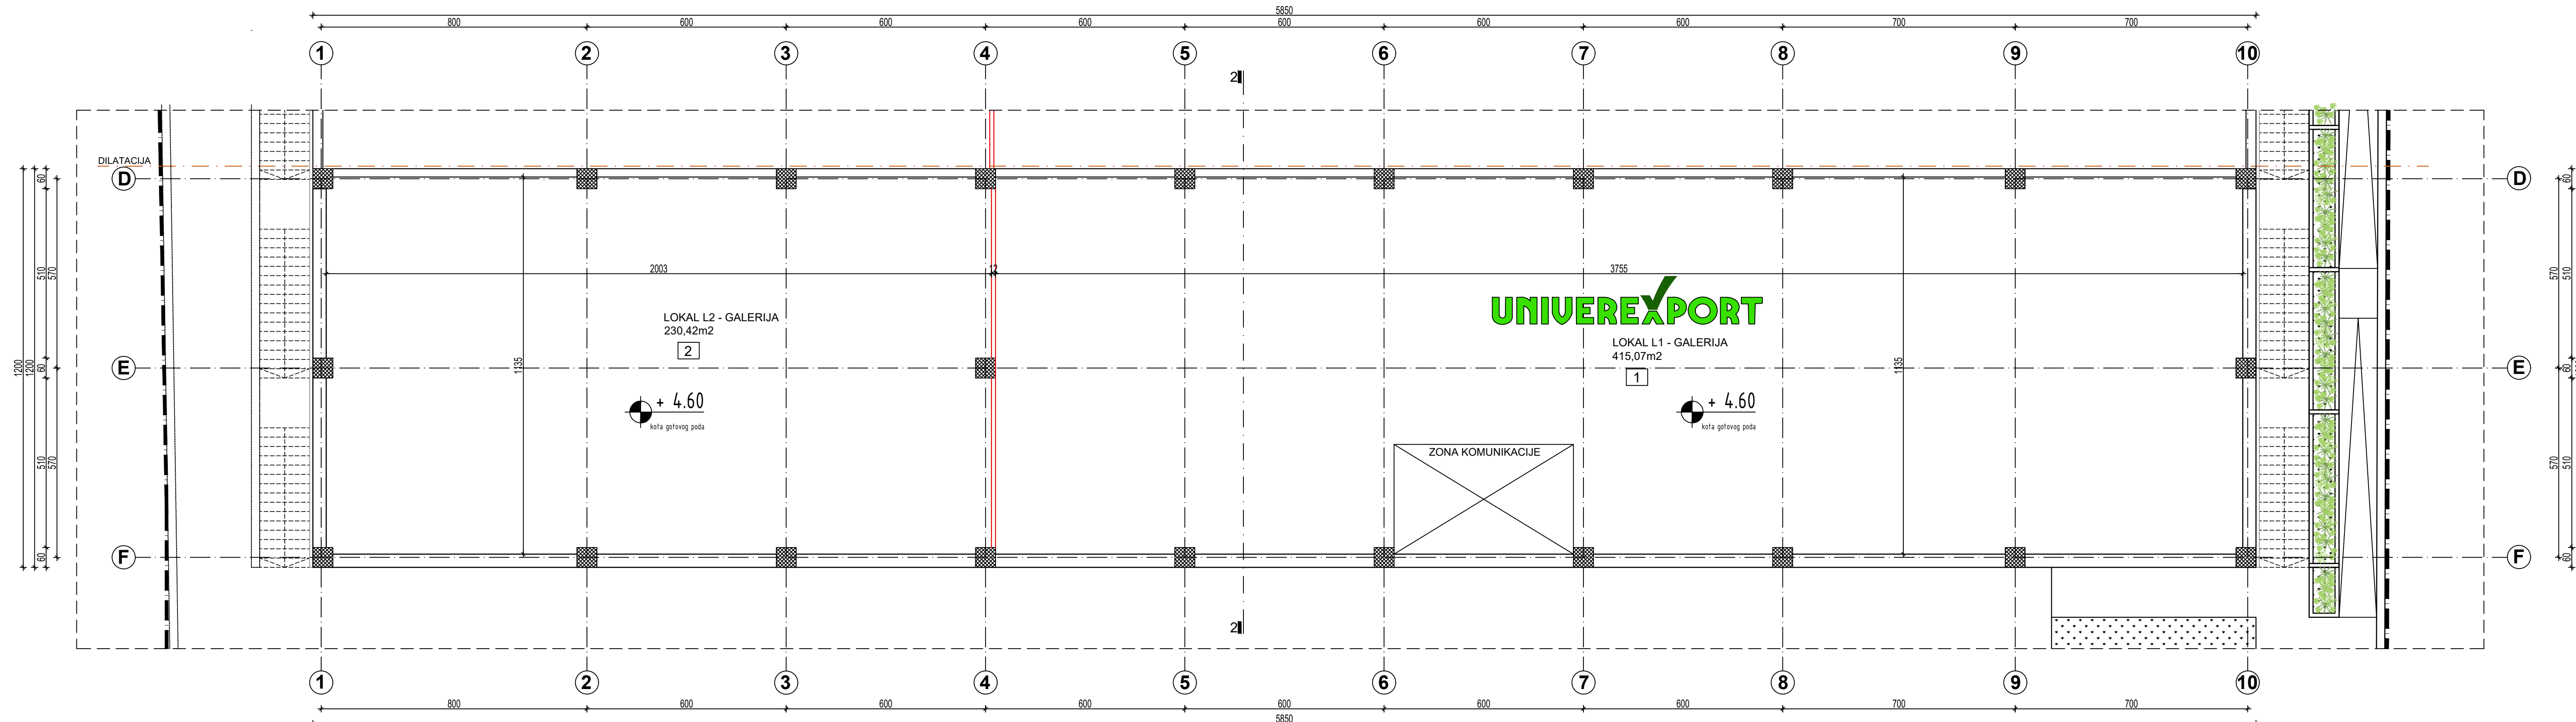 5850
800 600 600 600 600 600 600 700 700
1 2 3 4 5 6 7 8 9 10
2
DILATACIJA
D D
60 60
510 570 570 510
2003 12 3755
UNIVEREXPORT
LOKAL L2 - GALERIJA
230,42m2
2
LOKAL L1 - GALERIJA
415,07m2
1
1200 1200 60 E 1135 1135 E 60
+ 4.60
kota gotovog poda
+ 4.60
kota gotovog poda
ZONA KOMUNIKACIJE
510 570 570 510
60 60
F F
2
1 2 3 4 5 6 7 8 9 10
800 600 600 600 600 600 600 700 700
5850